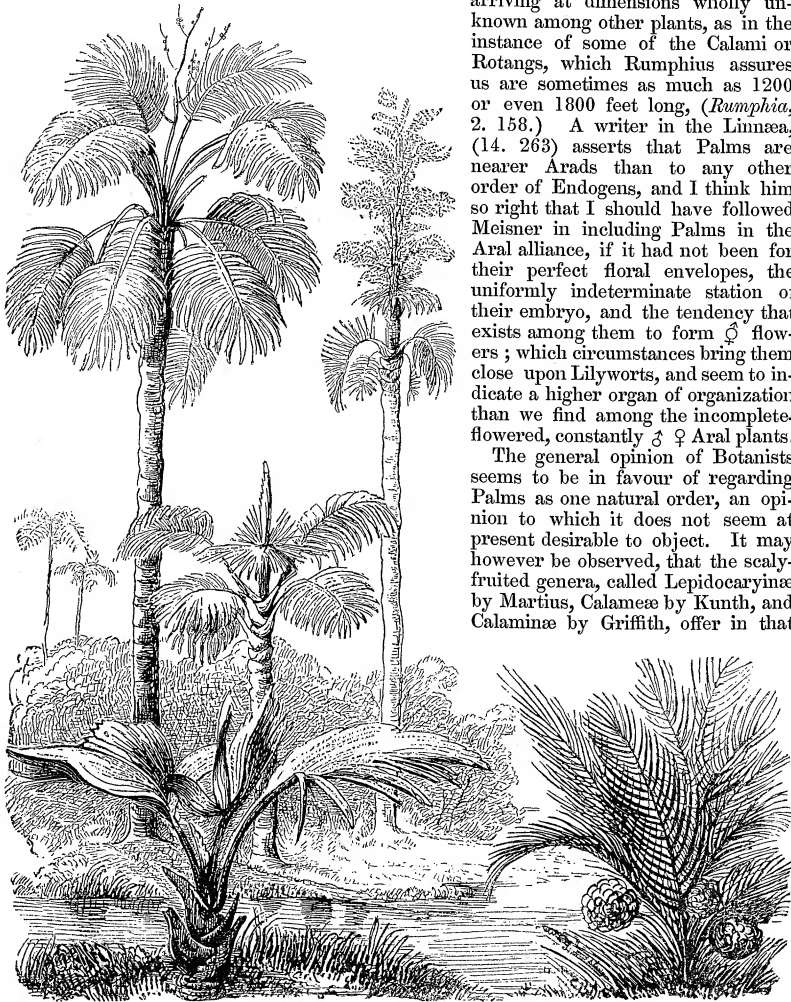 arriving at dimensions wholly un-
known among other plants, as in the
instance of some of the Calami or
Rotangs, which Rumphius assures
us are sometimes as much as 1200
or even 1800 feet long, (Rumphia,
2. 158.) A writer in the Linnæa,
(14. 263) asserts that Palms are
nearer Arads than to any other
order of Endogens, and I think him
so right that I should have followed
Meisner in including Palms in the
Aral alliance, if it had not been for
their perfect floral envelopes, the
uniformly indeterminate station of
their embryo, and the tendency that
exists among them to form ⚥ flow-
ers ; which circumstances bring them
close upon Lilyworts, and seem to in-
dicate a higher organ of organization
than we find among the incomplete-
flowered, constantly ♂ ♀ Aral plants.
The general opinion of Botanists
seems to be in favour of regarding
Palms as one natural order, an opi-
nion to which it does not seem at
present desirable to object. It may
however be observed, that the scaly-
fruited genera, called Lepidocaryinæ
by Martius, Calameæ by Kunth, and
Calaminæ by Griffith, offer in that